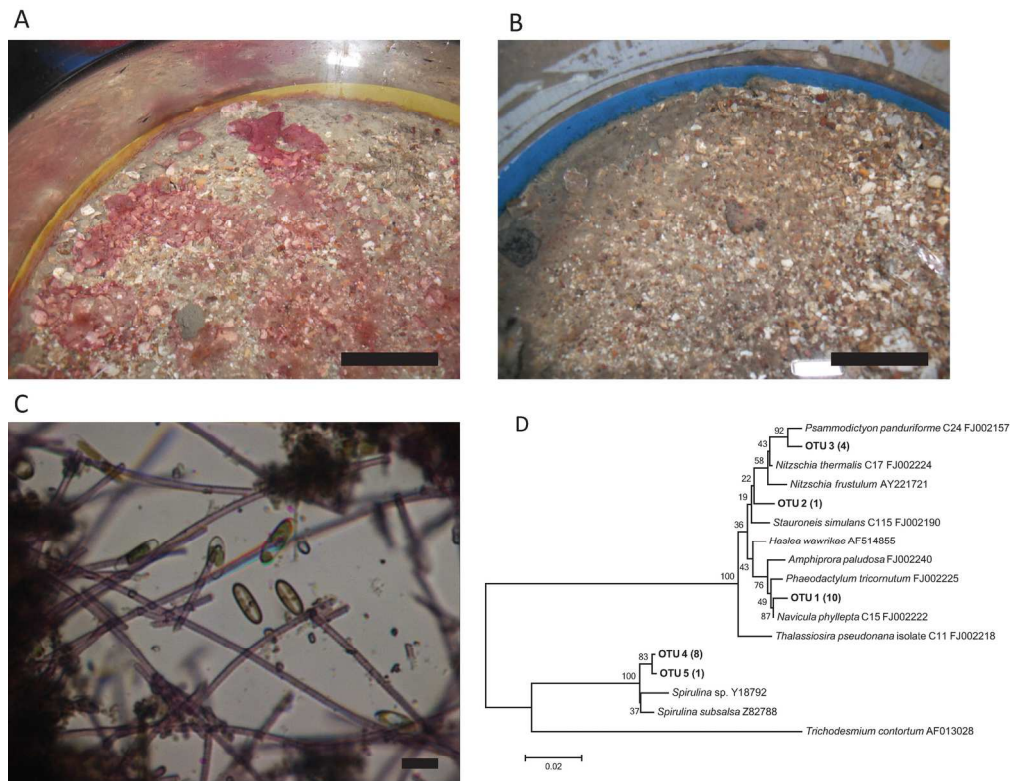 A
B
C
D
Psammodictyon panduriforme C24 FJ002157
92
43
OTU 3 (4)
58
Nitzschia thermalis C17 FJ002224
22
Nitzschia frustulum AY221721
19
OTU 2 (1)
36
Stauroneis simulans C115 FJ002190
Haslea wawrikae AF514855
43
Amphiprora paludosa FJ002240
76
Phaeodactylum tricornutum FJ002225
100
49
OTU 1 (10)
87
Navicula phyllepta C15 FJ002222
Thalassiosira pseudonana isolate C11 FJ002218
83
OTU 4 (8)
100
OTU 5 (1)
Spirulina sp. Y18792
37
Spirulina subsalsa Z82788
Trichodesmium contortum AF013028
0.02